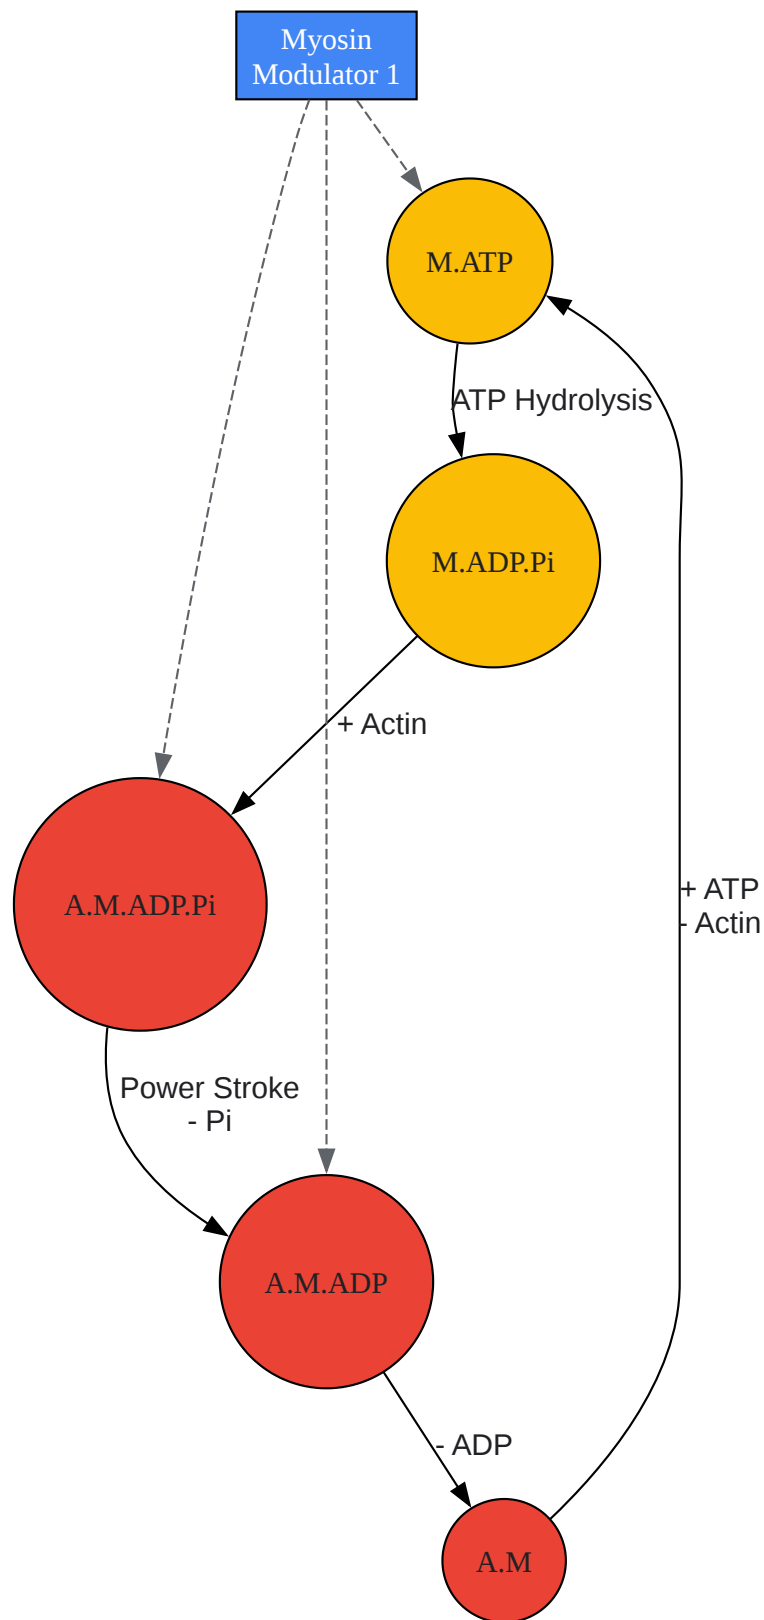 Myosin
Modulator 1
M.ATP
ATP Hydrolysis
M.ADP.Pi
+ Actin
A.M.ADP.Pi
+ ATP
- Actin
Power Stroke
- Pi
A.M.ADP
- ADP
A.M